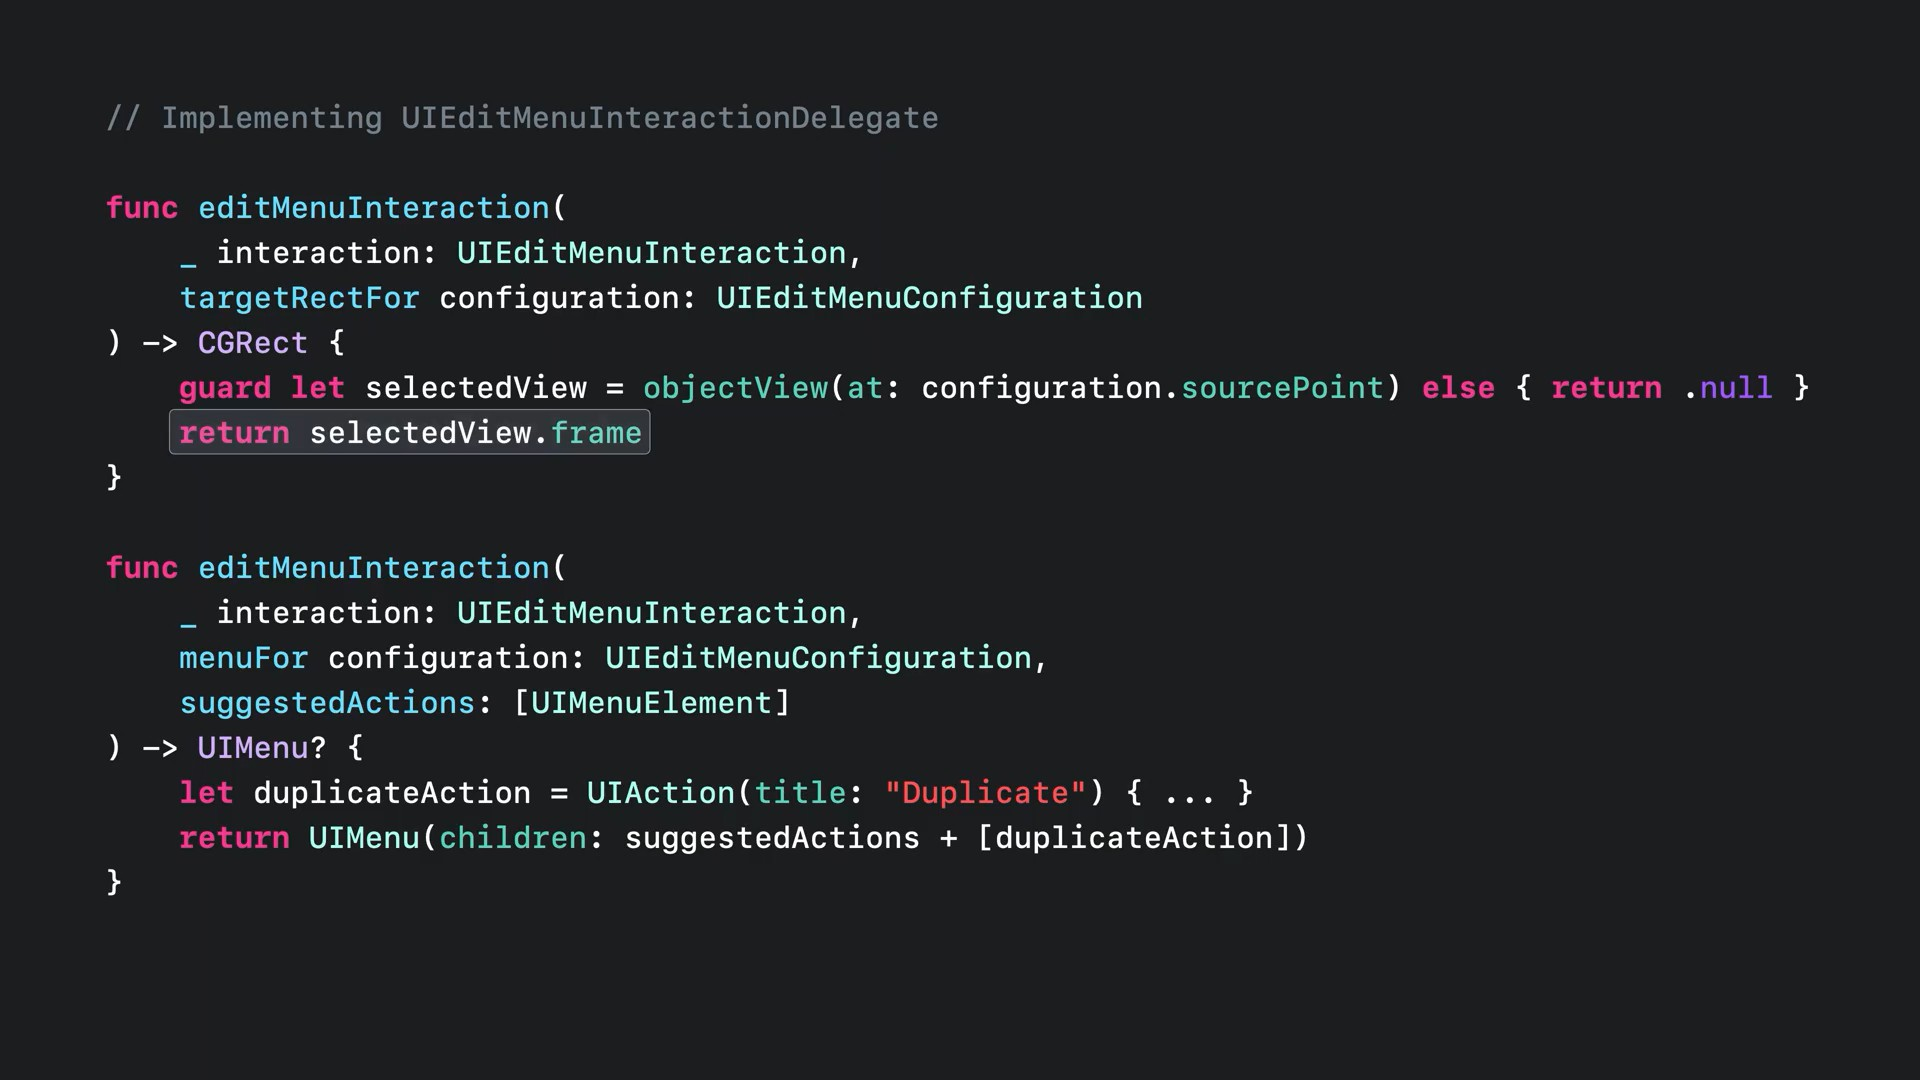 // Implementing UIEditMenuInteractionDelegate
func editMenuInteraction(
_ interaction: UIEditMenuInteraction,
targetRectFor configuration: UIEditMenuConfiguration
) -> CGRect {
guard let selectedView = objectView(at: configuration.sourcePoint) else { return .null }
return selectedView.frame
}
func editMenuInteraction(
_ interaction: UIEditMenuInteraction,
menuFor configuration: UIEditMenuConfiguration,
suggestedActions: [UIMenuElement]
) -> UIMenu? {
let duplicateAction = UIAction(title: "Duplicate") { ... }
return UIMenu(children: suggestedActions + [duplicateAction])
}